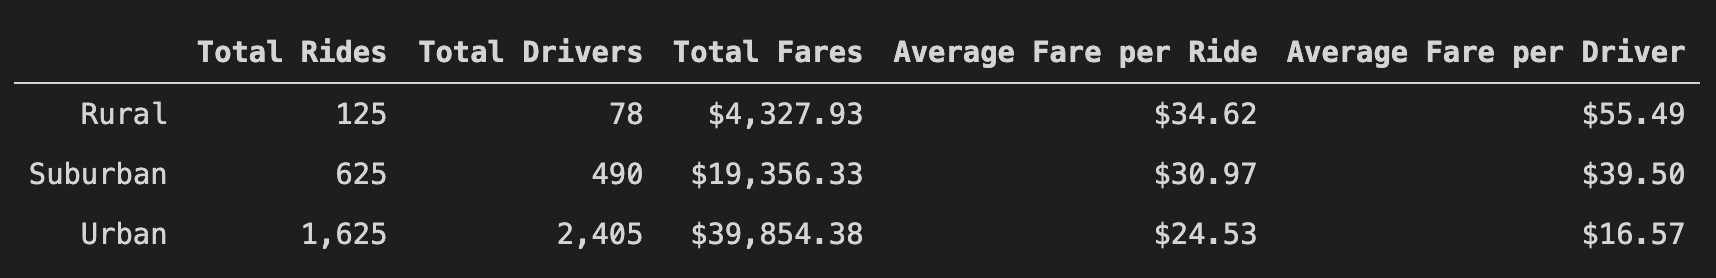 Total Rides Total Drivers Total Fares Average Fare per Ride Average Fare per Driver
Rural 125 78 $4,327.93 $34.62 $55.49
Suburban 625 490 $19,356.33 $30.97 $39.50
Urban 1,625 2,405 $39,854.38 $24.53 $16.57